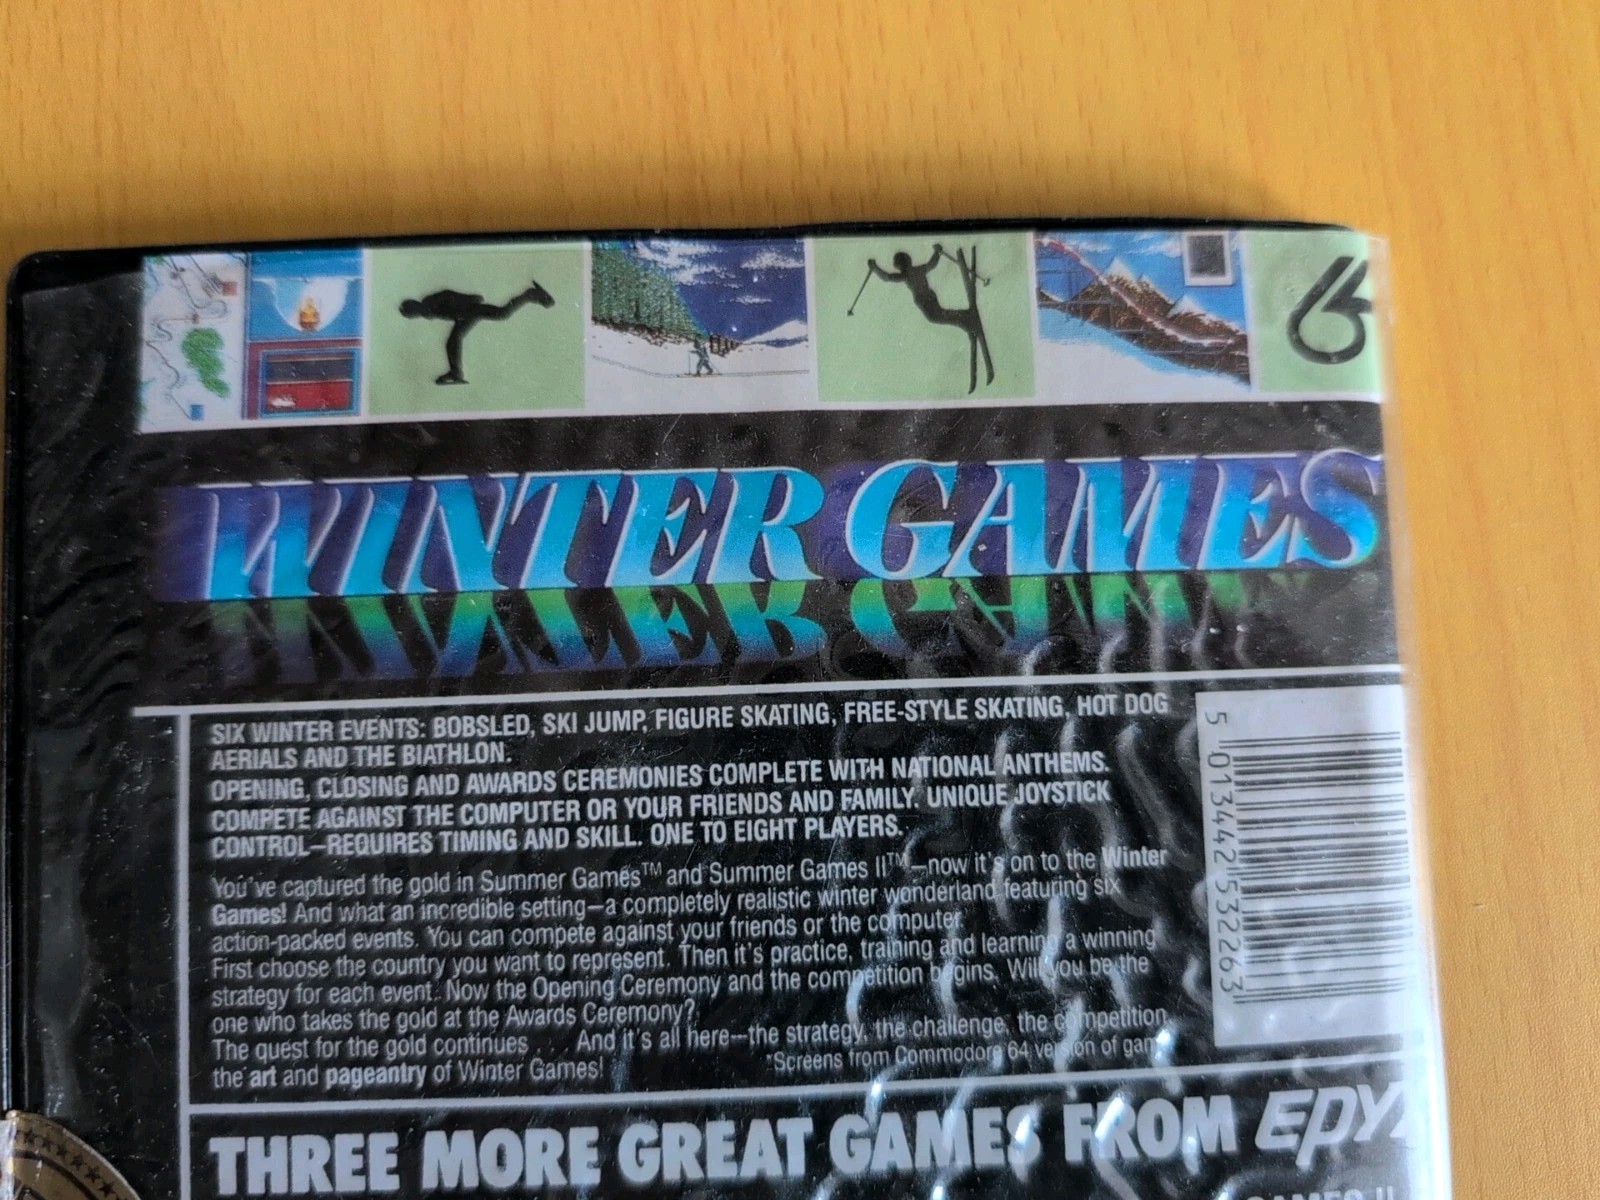 WINTER GAMES
SIX WINTER EVENTS: BOBSLED, SKI JUMP, FIGURE SKATING, FREE-STYLE SKATING, HOT DOG
AERIALS AND THE BIATHLON.
OPENING, CLOSING AND AWARDS CEREMONIES COMPLETE WITH NATIONAL ANTHEMS.
COMPETE AGAINST THE COMPUTER OR YOUR FRIENDS AND FAMILY. UNIQUE JOYSTICK
CONTROL—REQUIRES TIMING AND SKILL. ONE TO EIGHT PLAYERS.
You've captured the gold in Summer Games™ and Summer Games II™—now it's on to the Winter
Games! And what an incredible setting—a completely realistic winter wonderland featuring six
action-packed events. You can compete against your friends or the computer.
First choose the country you want to represent. Then it's practice, training and learning a winning
strategy for each event. Now the Opening Ceremony and the competition begins. Will you be the
one who takes the gold at the Awards Ceremony?
The quest for the gold continues . . . And it's all here—the strategy, the challenge, the competition,
the art and pageantry of Winter Games!
*Screens from Commodore 64 version of game
5 013442 532263
THREE MORE GREAT GAMES FROM EPYX
GAMES II